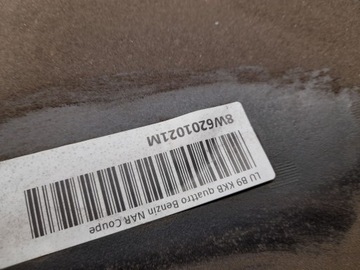 LU B9 KKB quattro Benzin NAR Coupe
8W6201021M